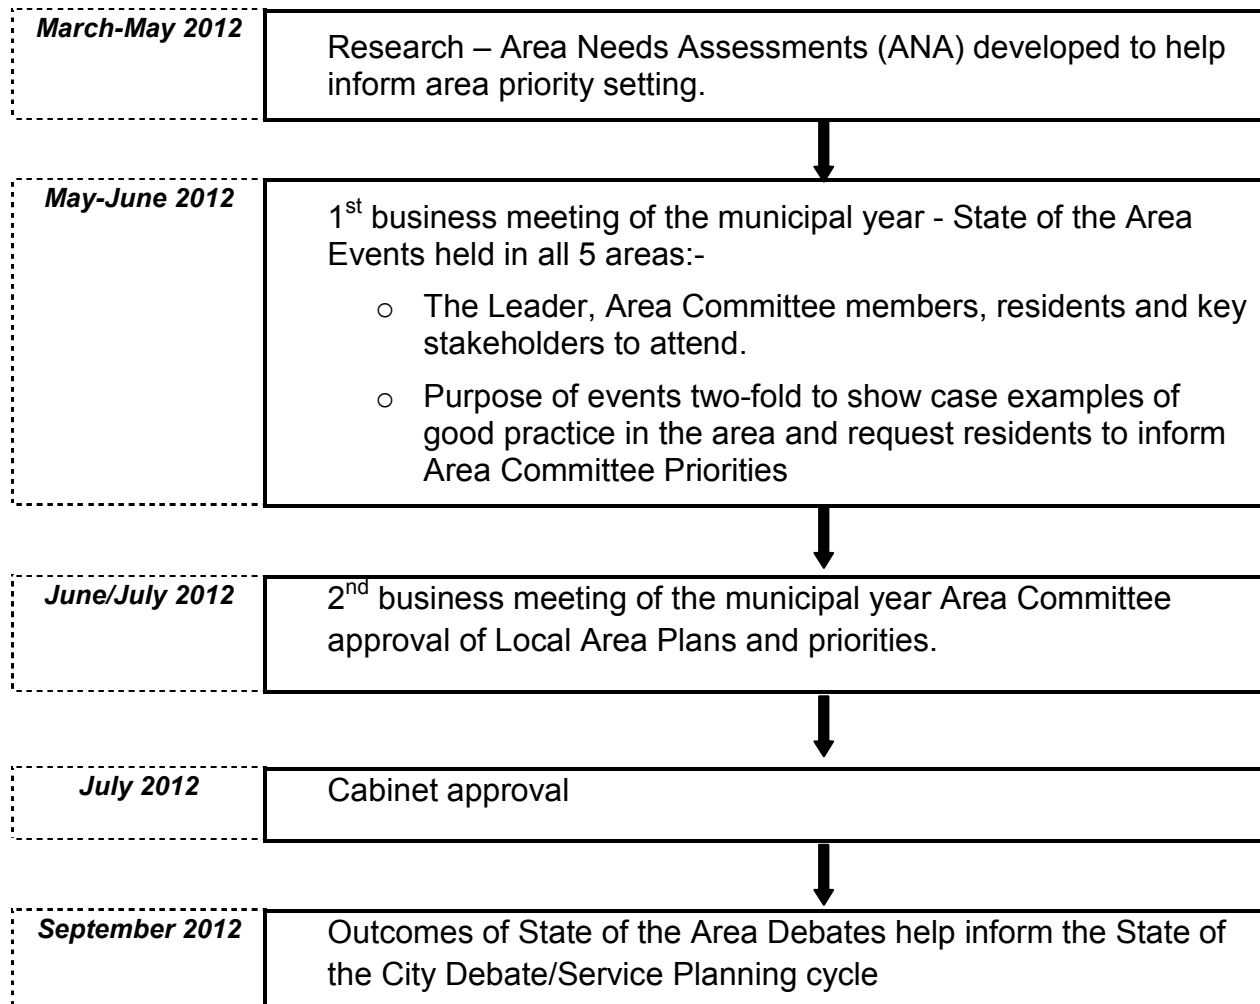 March-May 2012
Research – Area Needs Assessments (ANA) developed to help
inform area priority setting.
May-June 2012
1st business meeting of the municipal year - State of the Area
Events held in all 5 areas:-
o The Leader, Area Committee members, residents and key
stakeholders to attend.
o Purpose of events two-fold to show case examples of
good practice in the area and request residents to inform
Area Committee Priorities
June/July 2012
2nd business meeting of the municipal year Area Committee
approval of Local Area Plans and priorities.
July 2012
Cabinet approval
September 2012
Outcomes of State of the Area Debates help inform the State of
the City Debate/Service Planning cycle